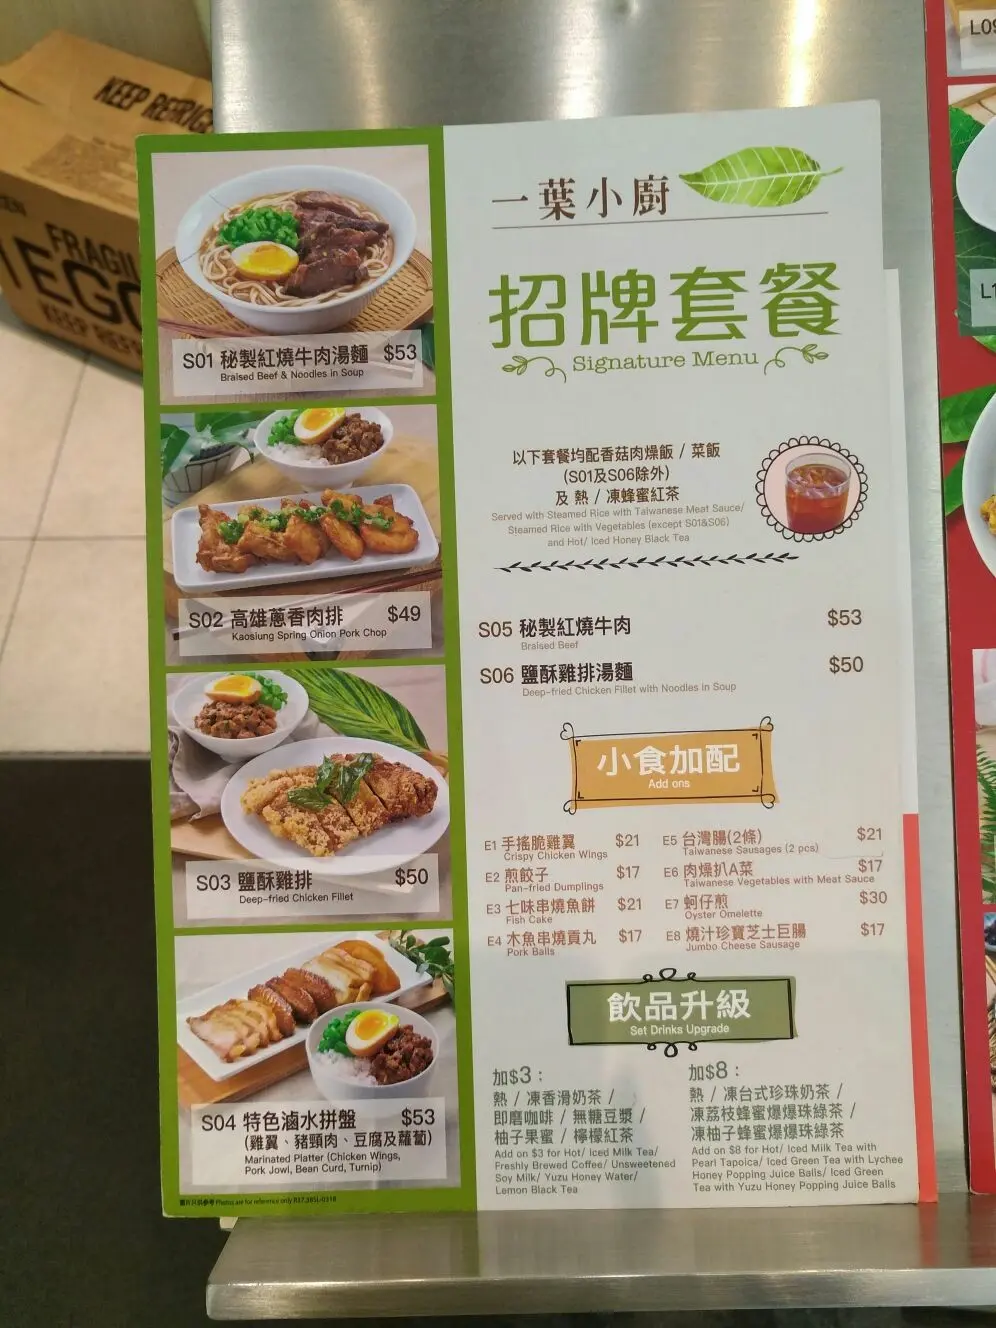 KEEP REFRIG
FRAGIL
EGG
KEEP REFR
一葉小廚
招牌套餐
Signature Menu
S01 秘製紅燒牛肉湯麵 $53
Braised Beef & Noodles in Soup
S02 高雄蔥香肉排 $49
Kaosiung Spring Onion Pork Chop
S03 鹽酥雞排 $50
Deep-fried Chicken Fillet
S04 特色滷水拼盤 $53
(雞翼、豬頸肉、豆腐及蘿蔔)
Marinated Platter (Chicken Wings,
Pork Jowl, Bean Curd, Turnip)
圖片只供參考 Photos are for reference only
以下套餐均配香菇肉燥飯 / 菜飯
(S01及S06除外)
及 熱 / 凍蜂蜜紅茶
Served with Steamed Rice with Taiwanese Meat Sauce/
Steamed Rice with Vegetables (except S01&S06)
and Hot/ Iced Honey Black Tea
S05 秘製紅燒牛肉 $53
Braised Beef
S06 鹽酥雞排湯麵 $50
Deep-fried Chicken Fillet with Noodles in Soup
小食加配
Add ons
E1 手搖脆雞翼 $21
Crispy Chicken Wings
E2 煎餃子 $17
Pan-fried Dumplings
E3 七味串燒魚餅 $21
Fish Cake
E4 木魚串燒貢丸 $17
Pork Balls
E5 台灣腸(2條) $21
Taiwanese Sausages (2 pcs)
E6 肉燥扒A菜 $17
Taiwanese Vegetables with Meat Sauce
E7 蚵仔煎 $30
Oyster Omelette
E8 燒汁珍寶芝士巨腸 $17
Jumbo Cheese Sausage
飲品升級
Set Drinks Upgrade
加$3：
熱 / 凍香滑奶茶 /
即磨咖啡 / 無糖豆漿 /
柚子果蜜 / 檸檬紅茶
Add on $3 for Hot/ Iced Milk Tea/
Freshly Brewed Coffee/ Unsweetened
Soy Milk/ Yuzu Honey Water/
Lemon Black Tea
加$8：
熱 / 凍台式珍珠奶茶 /
凍荔枝蜂蜜爆爆珠綠茶 /
凍柚子蜂蜜爆爆珠綠茶
Add on $8 for Hot/ Iced Milk Tea with
Pearl Tapoica/ Iced Green Tea with Lychee
Honey Popping Juice Balls/ Iced Green
Tea with Yuzu Honey Popping Juice Balls
L09
L1